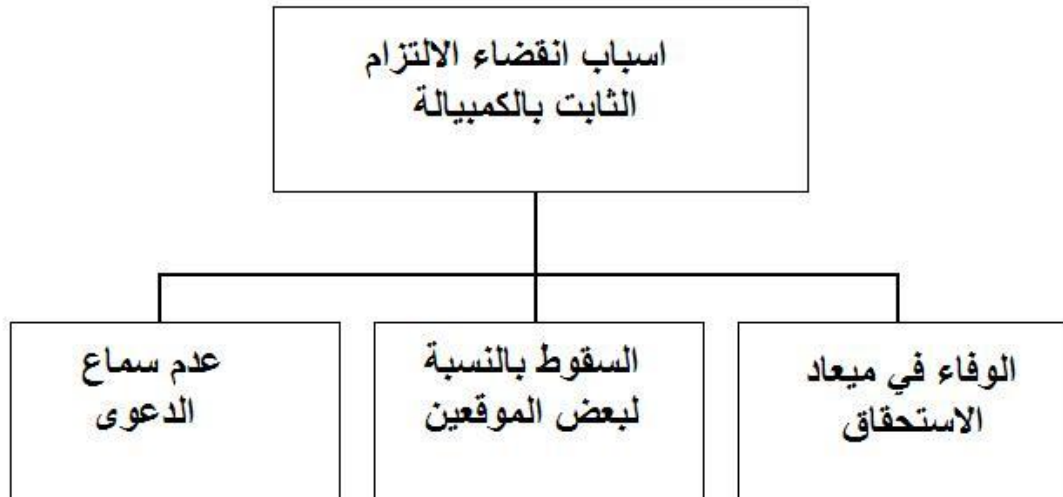 اسباب انقضاء الالتزام
الثابت بالكمبيالة
الوفاء في ميعاد
الاستحقاق
السقوط بالنسبة
لبعض الموقعين
عدم سماع
الدعوى